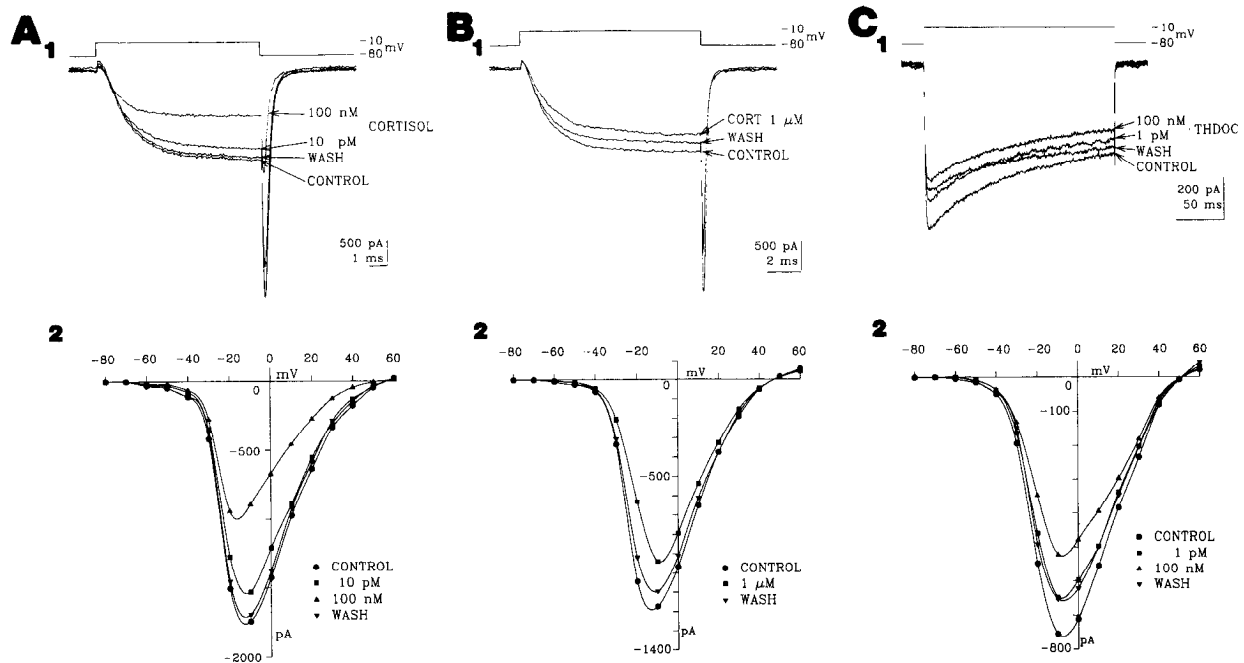 A1
-10
-80 mV
100 nM
CORTISOL
10 pM
WASH
CONTROL
500 pA
1 ms
B1
-10
-80 mV
CORT 1 μM
WASH
CONTROL
500 pA
2 ms
C1
-10
-80 mV
100 nM
THDOC
1 pM
WASH
CONTROL
200 pA
50 ms
2
-80 -60 -40 -20 0 20 40 60
mV
0
-500
CONTROL
10 pM
100 nM
WASH
pA
-2000
2
-80 -60 -40 -20 0 20 40 60
mV
0
-500
CONTROL
1 μM
WASH
pA
-1400
2
-80 -60 -40 -20 0 20 40 60
mV
-100
CONTROL
1 pM
100 nM
WASH
pA
-800